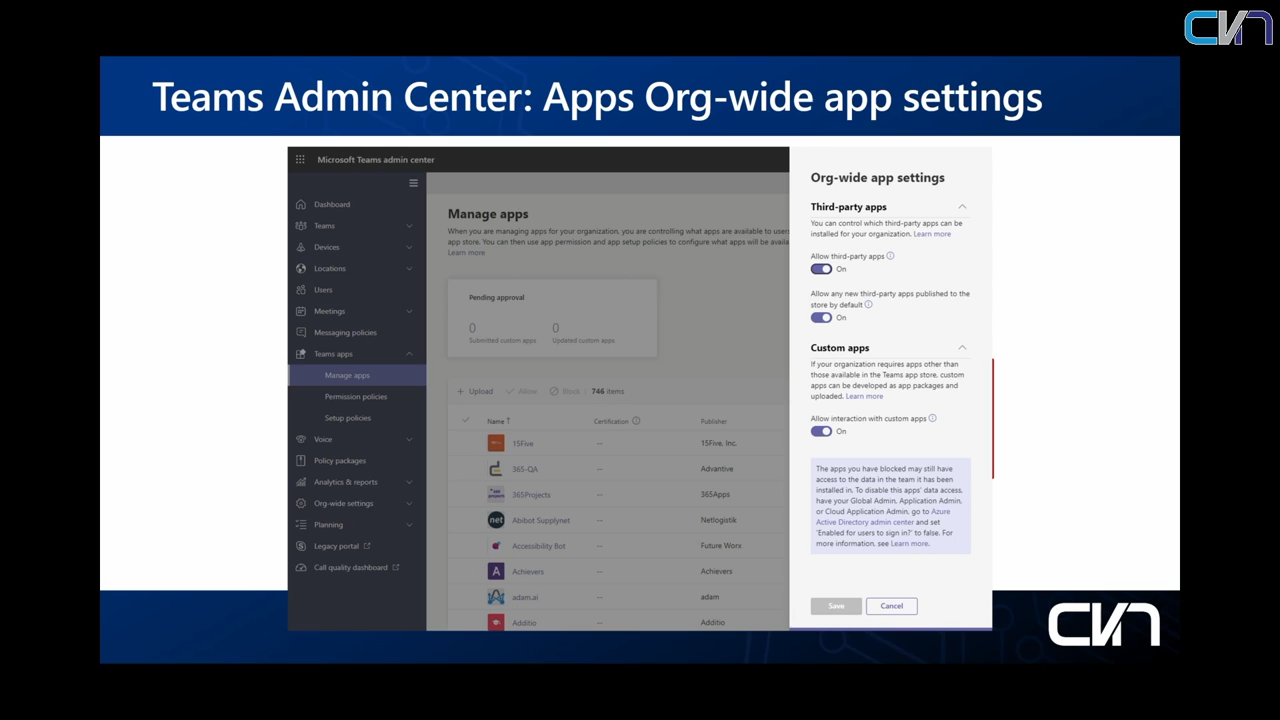 CVN
Teams Admin Center: Apps Org-wide app settings
Microsoft Teams admin center
Dashboard
Teams
Devices
Locations
Users
Meetings
Messaging policies
Teams apps
Manage apps
Permission policies
Setup policies
Voice
Policy packages
Analytics & reports
Org-wide settings
Planning
Legacy portal
Call quality dashboard
Manage apps
When you are managing apps for your organization, you are controlling what apps are available to users
app store. You can then use app permission and app setup policies to configure what apps will be availa
Learn more
Pending approval
0 0
Submitted custom apps Updated custom apps
+ Upload Allow Block 746 items
Name ↑ Certification Publisher
15Five -- 15Five, Inc.
365-QA -- Advantive
365Projects -- 365Apps
net Abibot Supplynet -- Netlogistik
Accessibility Bot -- Future Worx
A Achievers -- Achievers
adam.ai -- adam
Additio -- Additio
Org-wide app settings
Third-party apps
You can control which third-party apps can be
installed for your organization. Learn more
Allow third-party apps
On
Allow any new third-party apps published to the
store by default
On
Custom apps
If your organization requires apps other than
those available in the Teams app store, custom
apps can be developed as app packages and
uploaded. Learn more
Allow interaction with custom apps
On
The apps you have blocked may still have
access to the data in the team it has been
installed in. To disable this apps' data access,
have your Global Admin, Application Admin,
or Cloud Application Admin, go to Azure
Active Directory admin center and set
'Enabled for users to sign in?' to false. For
more information, see Learn more.
Save Cancel
CVN